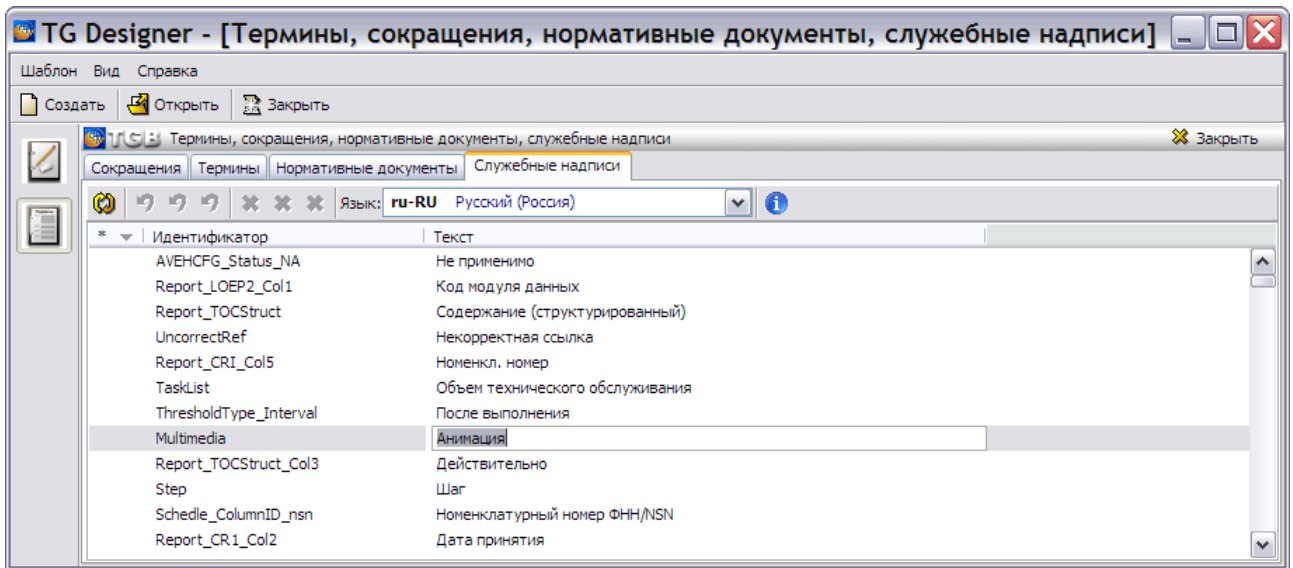 TG Designer - [Термины, сокращения, нормативные документы, служебные надписи]
Шаблон Вид Справка
Создать Открыть Закрыть
TGB Термины, сокращения, нормативные документы, служебные надписи Закрыть
Сокращения Термины Нормативные документы Служебные надписи
Язык: ru-RU Русский (Россия)
* Идентификатор Текст
AVEHCFG_Status_NA Не применимо
Report_LOEP2_Col1 Код модуля данных
Report_TOCStruct Содержание (структурированный)
UncorrectRef Некорректная ссылка
Report_CRI_Col5 Номенкл. номер
TaskList Объем технического обслуживания
ThresholdType_Interval После выполнения
Multimedia Анимация
Report_TOCStruct_Col3 Действительно
Step Шаг
Schedle_ColumnID_nsn Номенклатурный номер ФНН/NSN
Report_CR1_Col2 Дата принятия